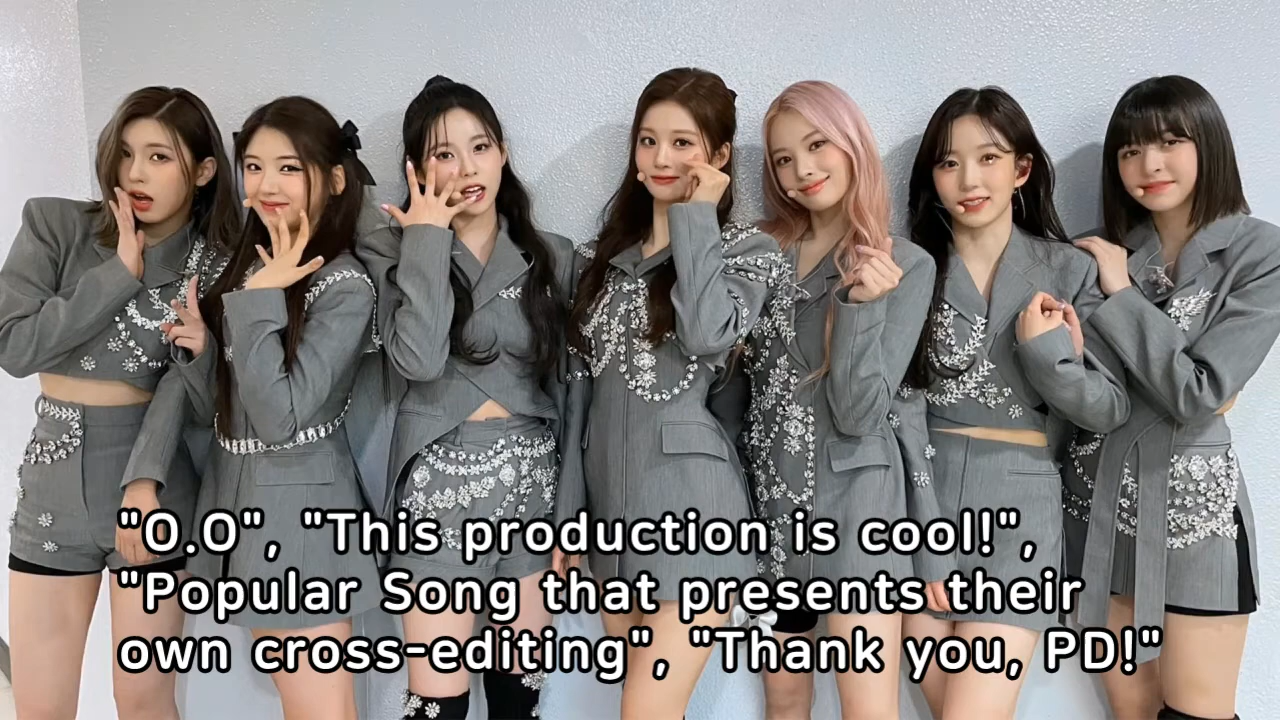 "O.O", "This production is cool!",
"Popular Song that presents their
own cross-editing", "Thank you, PD!"